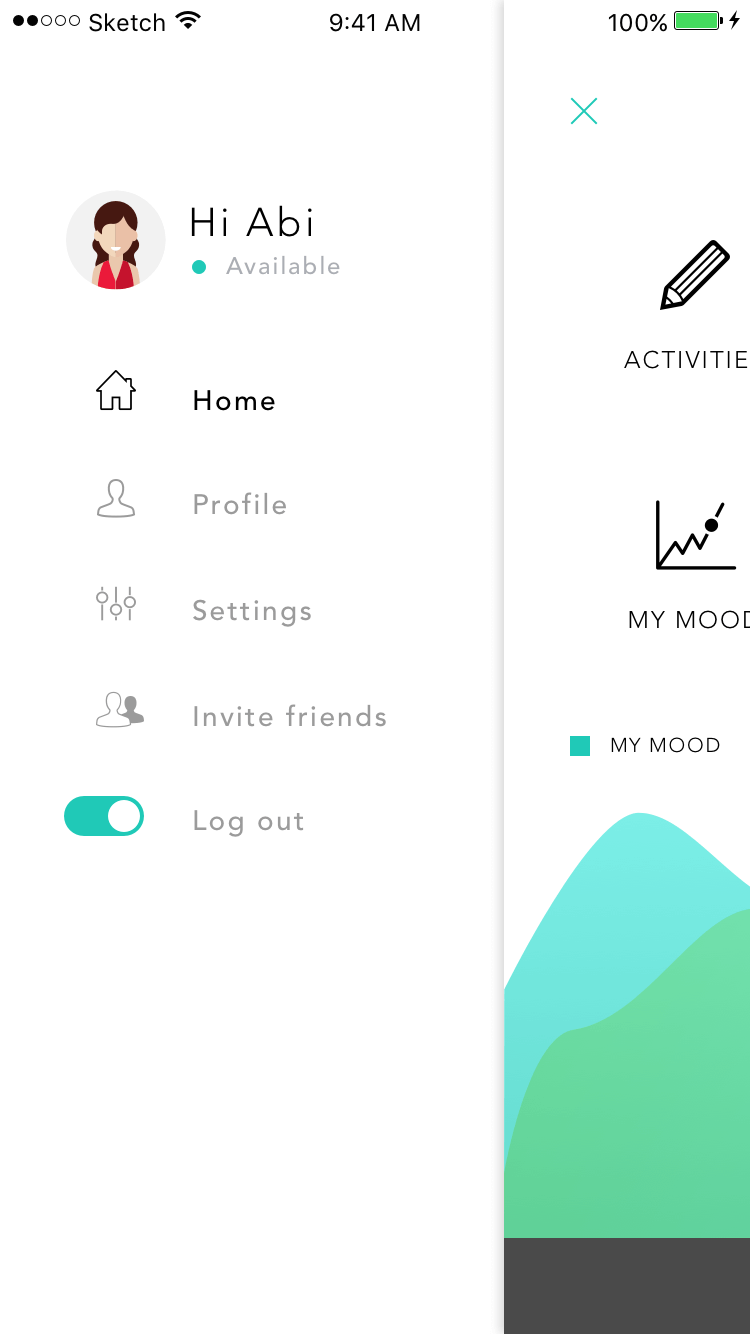 Sketch 9:41 AM 100%
Hi Abi
Available
Home
Profile
Settings
Invite friends
Log out
ACTIVITIE
MY MOOD
MY MOOD